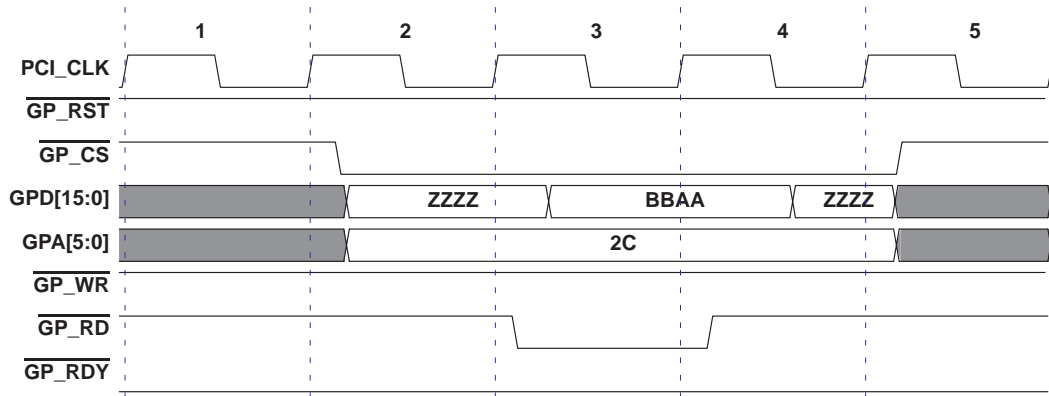 1 2 3 4 5
PCI_CLK
GP_RST
GP_CS
GPD[15:0] ZZZZ BBAA ZZZZ
GPA[5:0] 2C
GP_WR
GP_RD
GP_RDY